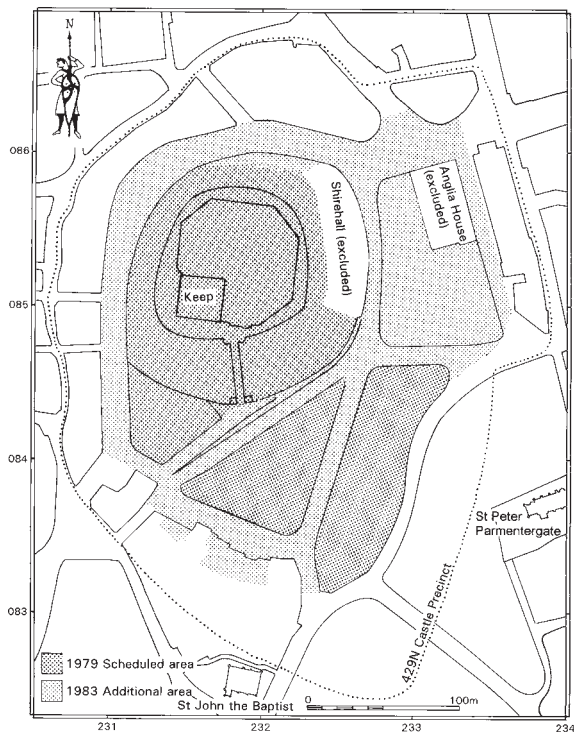 N
086
085
084
083
Shirehall (excluded)
Anglia House
(excluded)
Keep
St Peter
Parmentergate
429N Castle Precinct
1979 Scheduled area
1983 Additional area
St John the Baptist
0
100m
231
232
233
234